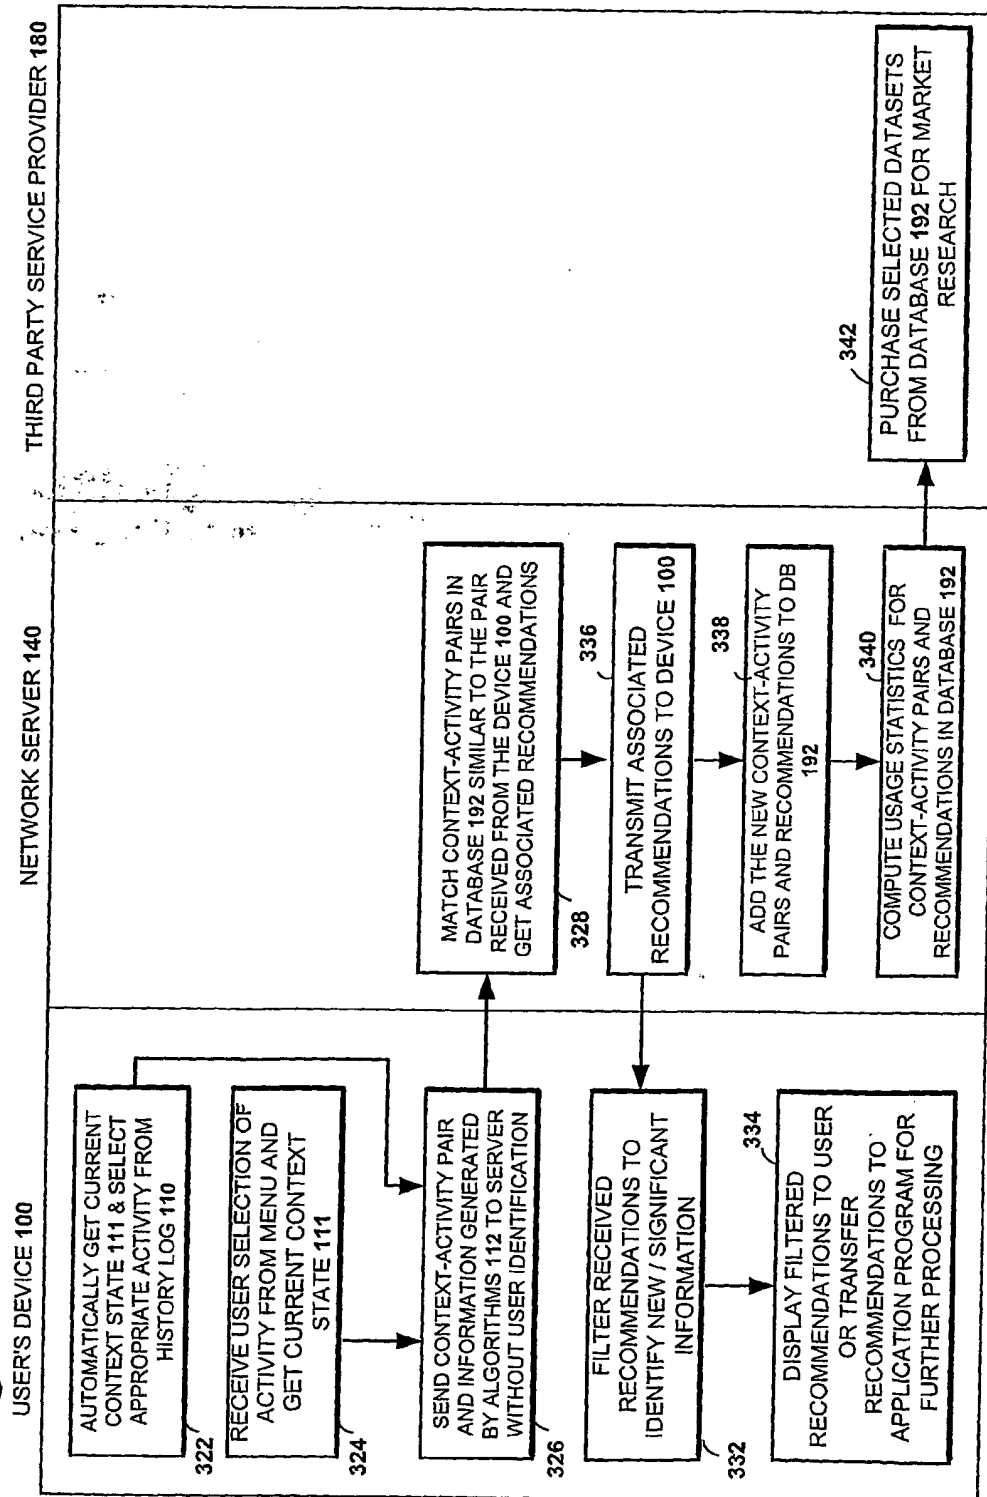 USER'S DEVICE 100
AUTOMATICALLY GET CURRENT
CONTEXT STATE 111 & SELECT
APPROPRIATE ACTIVITY FROM
HISTORY LOG 110
322
RECEIVE USER SELECTION OF
ACTIVITY FROM MENU AND
GET CURRENT CONTEXT
STATE 111
324
SEND CONTEXT-ACTIVITY PAIR
AND INFORMATION GENERATED
BY ALGORITHMS 112 TO SERVER
WITHOUT USER IDENTIFICATION
326
FILTER RECEIVED
RECOMMENDATIONS TO
IDENTIFY NEW / SIGNIFICANT
INFORMATION
332
334
DISPLAY FILTERED
RECOMMENDATIONS TO USER
OR TRANSFER
RECOMMENDATIONS TO
APPLICATION PROGRAM FOR
FURTHER PROCESSING
NETWORK SERVER 140
MATCH CONTEXT-ACTIVITY PAIRS IN
DATABASE 192 SIMILAR TO THE PAIR
RECEIVED FROM THE DEVICE 100 AND
GET ASSOCIATED RECOMMENDATIONS
328
336
TRANSMIT ASSOCIATED
RECOMMENDATIONS TO DEVICE 100
338
ADD THE NEW CONTEXT-ACTIVITY
PAIRS AND RECOMMENDATIONS TO DB
192
340
COMPUTE USAGE STATISTICS FOR
CONTEXT-ACTIVITY PAIRS AND
RECOMMENDATIONS IN DATABASE 192
THIRD PARTY SERVICE PROVIDER 180
342
PURCHASE SELECTED DATASETS
FROM DATABASE 192 FOR MARKET
RESEARCH